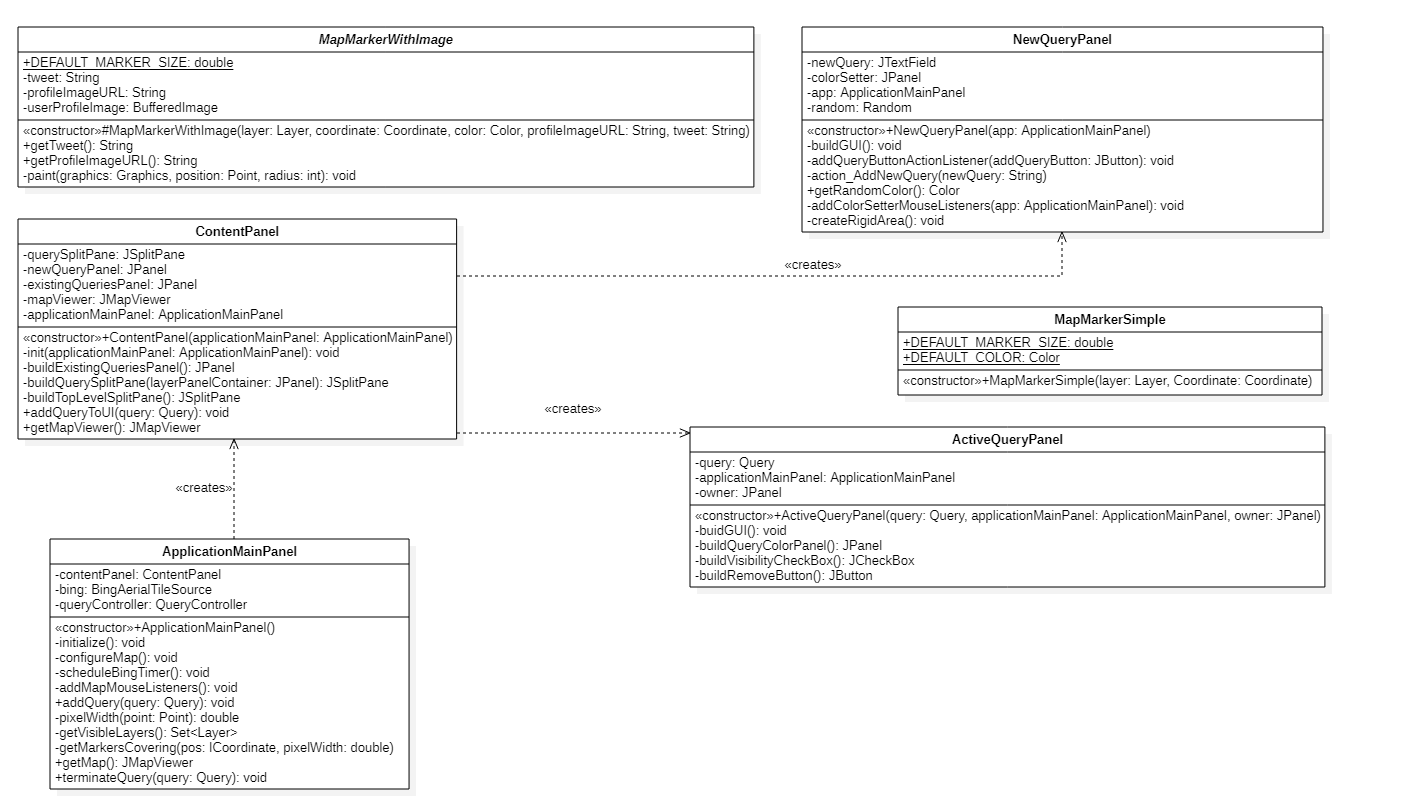 MapMarkerWithImage
+DEFAULT_MARKER_SIZE: double
-tweet: String
-profileImageURL: String
-userProfileImage: BufferedImage
«constructor»#MapMarkerWithImage(layer: Layer, coordinate: Coordinate, color: Color, profileImageURL: String, tweet: String)
+getTweet(): String
+getProfileImageURL(): String
-paint(graphics: Graphics, position: Point, radius: int): void
NewQueryPanel
-newQuery: JTextField
-colorSetter: JPanel
-app: ApplicationMainPanel
-random: Random
«constructor»+NewQueryPanel(app: ApplicationMainPanel)
-buildGUI(): void
-addQueryButtonActionListener(addQueryButton: JButton): void
-action_AddNewQuery(newQuery: String)
+getRandomColor(): Color
-addColorSetterMouseListeners(app: ApplicationMainPanel): void
-createRigidArea(): void
ContentPanel
-querySplitPane: JSplitPane
-newQueryPanel: JPanel
-existingQueriesPanel: JPanel
-mapViewer: JMapViewer
-applicationMainPanel: ApplicationMainPanel
«constructor»+ContentPanel(applicationMainPanel: ApplicationMainPanel)
-init(applicationMainPanel: ApplicationMainPanel): void
-buildExistingQueriesPanel(): JPanel
-buildQuerySplitPane(layerPanelContainer: JPanel): JSplitPane
-buildTopLevelSplitPane(): JSplitPane
+addQueryToUI(query: Query): void
+getMapViewer(): JMapViewer
«creates»
MapMarkerSimple
+DEFAULT_MARKER_SIZE: double
+DEFAULT_COLOR: Color
«constructor»+MapMarkerSimple(layer: Layer, Coordinate: Coordinate)
«creates»
ActiveQueryPanel
-query: Query
-applicationMainPanel: ApplicationMainPanel
-owner: JPanel
«constructor»+ActiveQueryPanel(query: Query, applicationMainPanel: ApplicationMainPanel, owner: JPanel)
-buidGUI(): void
-buildQueryColorPanel(): JPanel
-buildVisibilityCheckBox(): JCheckBox
-buildRemoveButton(): JButton
«creates»
ApplicationMainPanel
-contentPanel: ContentPanel
-bing: BingAerialTileSource
-queryController: QueryController
«constructor»+ApplicationMainPanel()
-initialize(): void
-configureMap(): void
-scheduleBingTimer(): void
-addMapMouseListeners(): void
+addQuery(query: Query): void
-pixelWidth(point: Point): double
-getVisibleLayers(): Set<Layer>
-getMarkersCovering(pos: ICoordinate, pixelWidth: double)
+getMap(): JMapViewer
+terminateQuery(query: Query): void